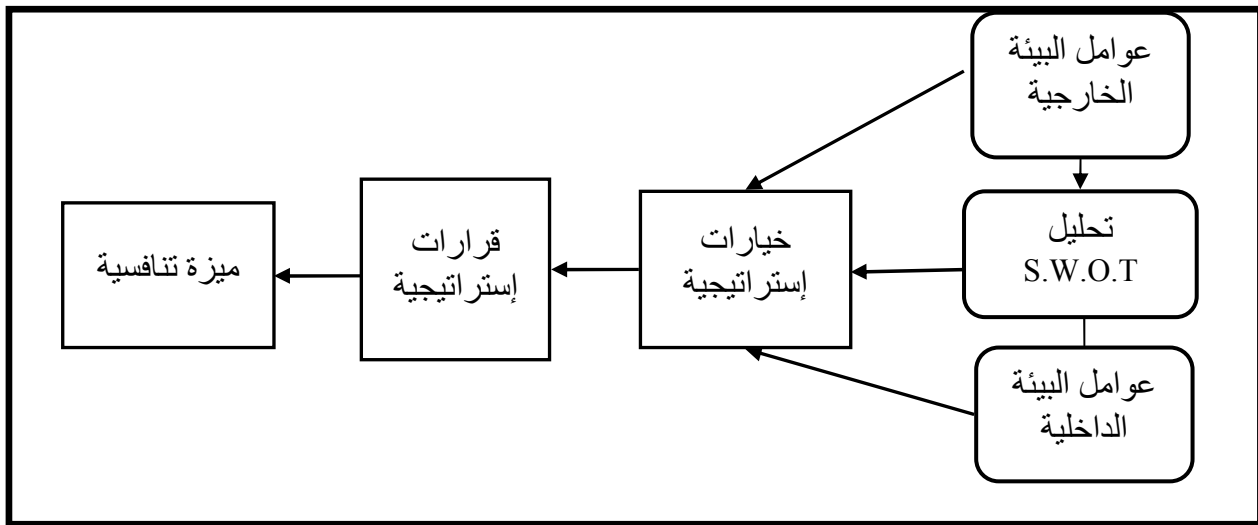 عوامل البيئة
الخارجية
تحليل
S.W.O.T
عوامل البيئة
الداخلية
خيارات
إستراتيجية
قرارات
إستراتيجية
ميزة تنافسية